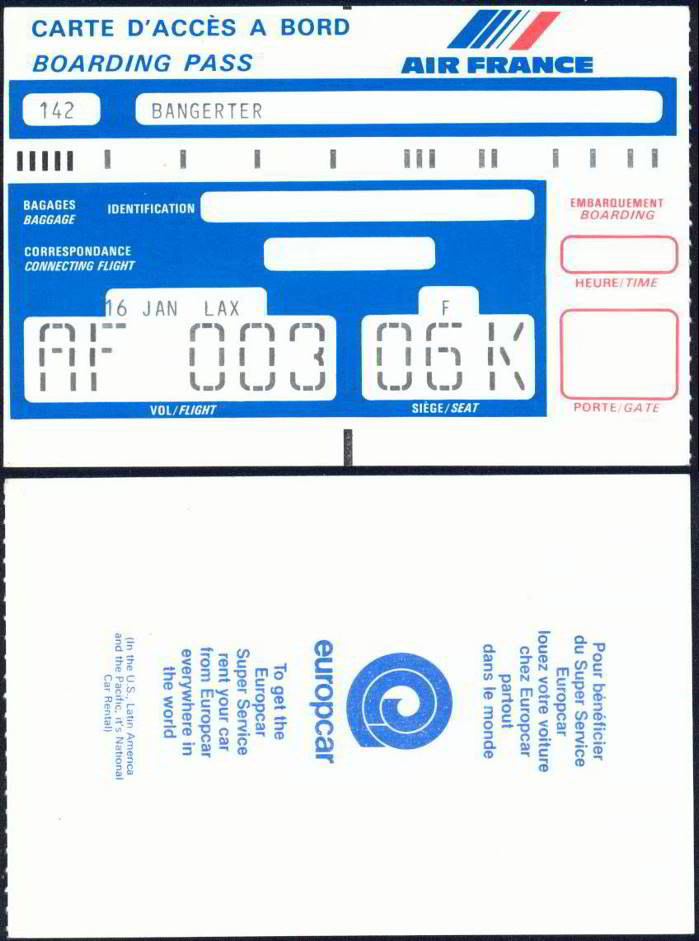 CARTE D'ACCÈS A BORD
BOARDING PASS
AIR FRANCE
142
BANGERTER
BAGAGES
BAGGAGE
IDENTIFICATION
EMBARQUEMENT
BOARDING
CORRESPONDANCE
CONNECTING FLIGHT
HEURE/TIME
16 JAN LAX
F
AF 003
06K
VOL/FLIGHT
SIÈGE/SEAT
PORTE/GATE
Pour bénéficier
du Super Service
Europcar
louez votre voiture
chez Europcar
partout
dans le monde
europcar
To get the
Europcar
Super Service
rent your car
from Europcar
everywhere in
the world
(In the U.S., Latin America
and the Pacific, it's National
Car Rental)